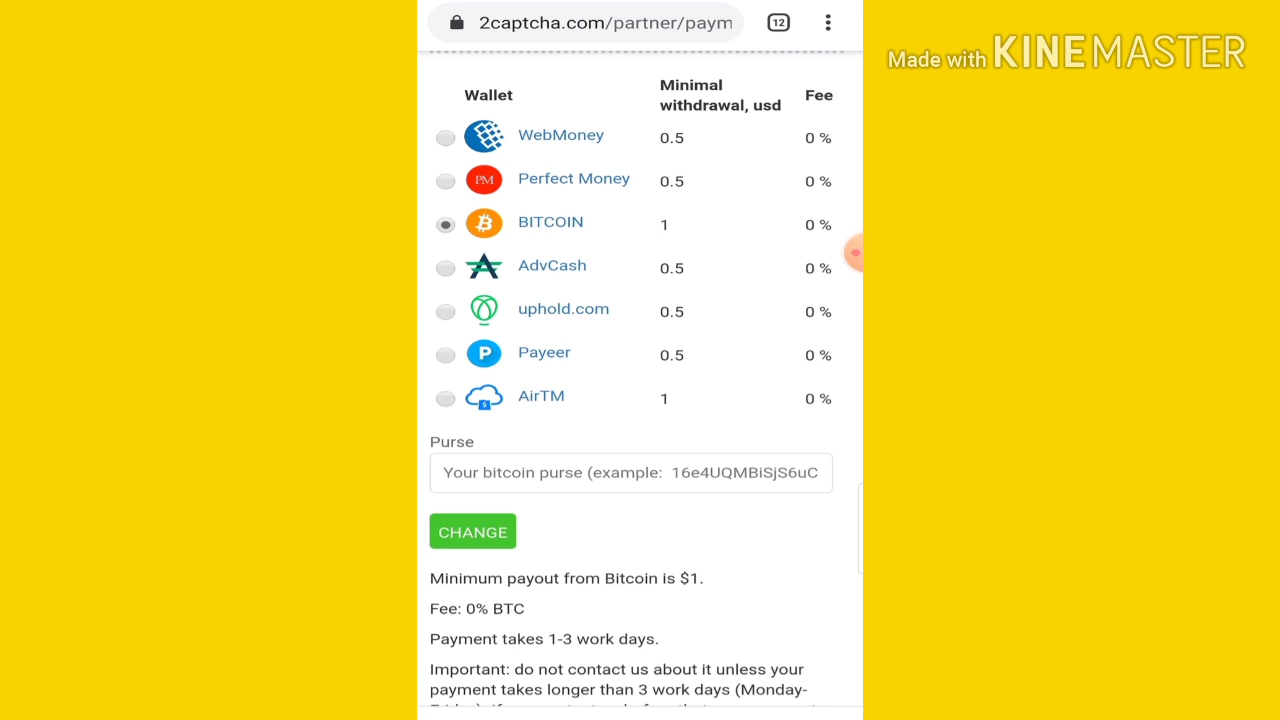 2captcha.com/partner/paym
12
Made with KINEMASTER
Wallet
Minimal
withdrawal, usd
Fee
WebMoney 0.5 0 %
PM Perfect Money 0.5 0 %
BITCOIN 1 0 %
AdvCash 0.5 0 %
uphold.com 0.5 0 %
P Payeer 0.5 0 %
$ AirTM 1 0 %
Purse
Your bitcoin purse (example: 16e4UQMBiSjS6uC
CHANGE
Minimum payout from Bitcoin is $1.
Fee: 0% BTC
Payment takes 1-3 work days.
Important: do not contact us about it unless your
payment takes longer than 3 work days (Monday-